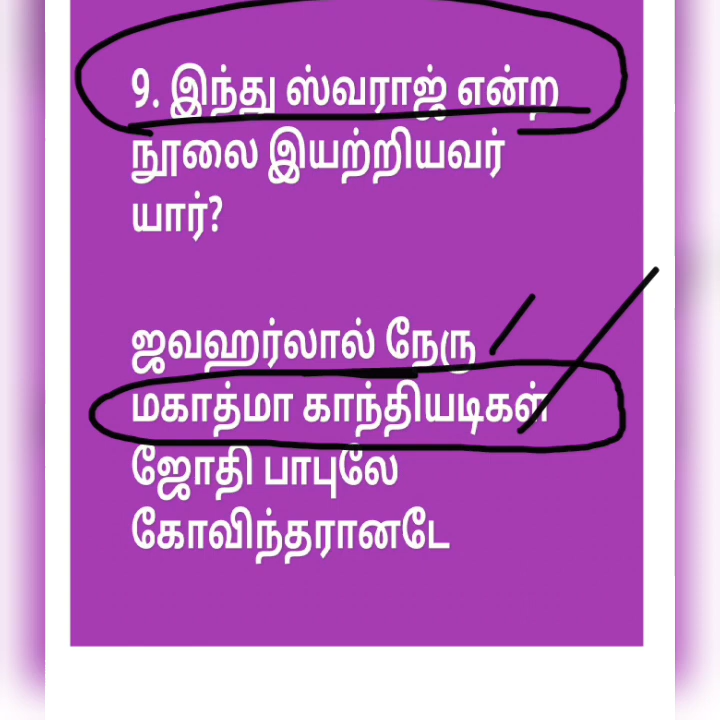 9. இந்து ஸ்வராஜ் என்ற
நூலை இயற்றியவர்
யார்?
ஜவஹர்லால் நேரு
மகாத்மா காந்தியடிகள்
ஜோதி பாபுலே
கோவிந்தரானடே